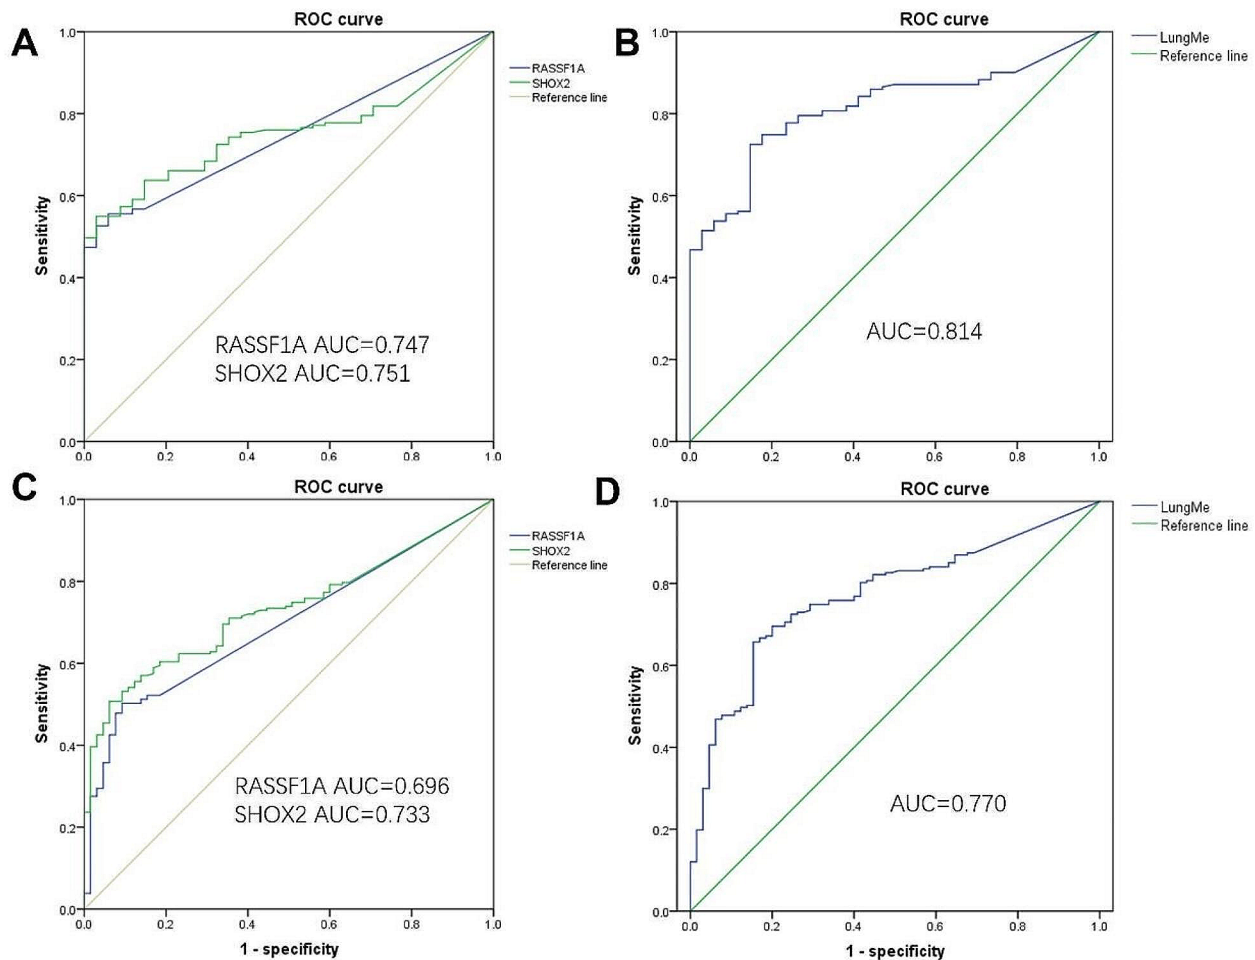 A
ROC curve
1.0
0.8
0.6
0.4
0.2
0.0
Sensitivity
0.0 0.2 0.4 0.6 0.8 1.0
RASSF1A
SHOX2
Reference line
RASSF1A AUC=0.747
SHOX2 AUC=0.751
B
ROC curve
1.0
0.8
0.6
0.4
0.2
0.0
Sensitivity
0.0 0.2 0.4 0.6 0.8 1.0
LungMe
Reference line
AUC=0.814
C
ROC curve
1.0
0.8
0.6
0.4
0.2
0.0
Sensitivity
0.0 0.2 0.4 0.6 0.8 1.0
1 - specificity
RASSF1A
SHOX2
Reference line
RASSF1A AUC=0.696
SHOX2 AUC=0.733
D
ROC curve
1.0
0.8
0.6
0.4
0.2
0.0
Sensitivity
0.0 0.2 0.4 0.6 0.8 1.0
1 - specificity
LungMe
Reference line
AUC=0.770